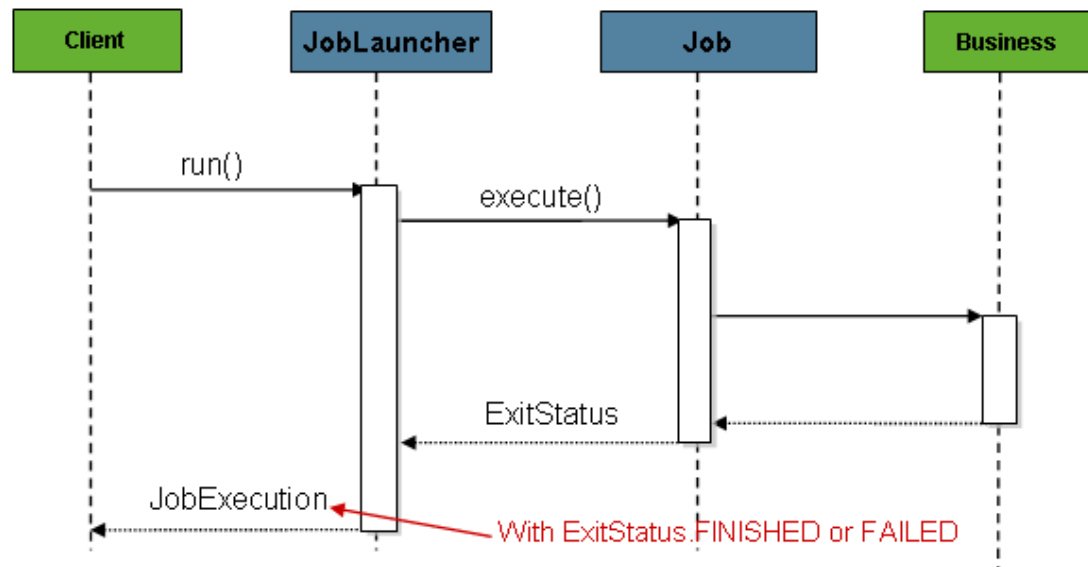 Client
JobLauncher
Job
Business
run()
execute()
ExitStatus
JobExecution
With ExitStatus.FINISHED or FAILED